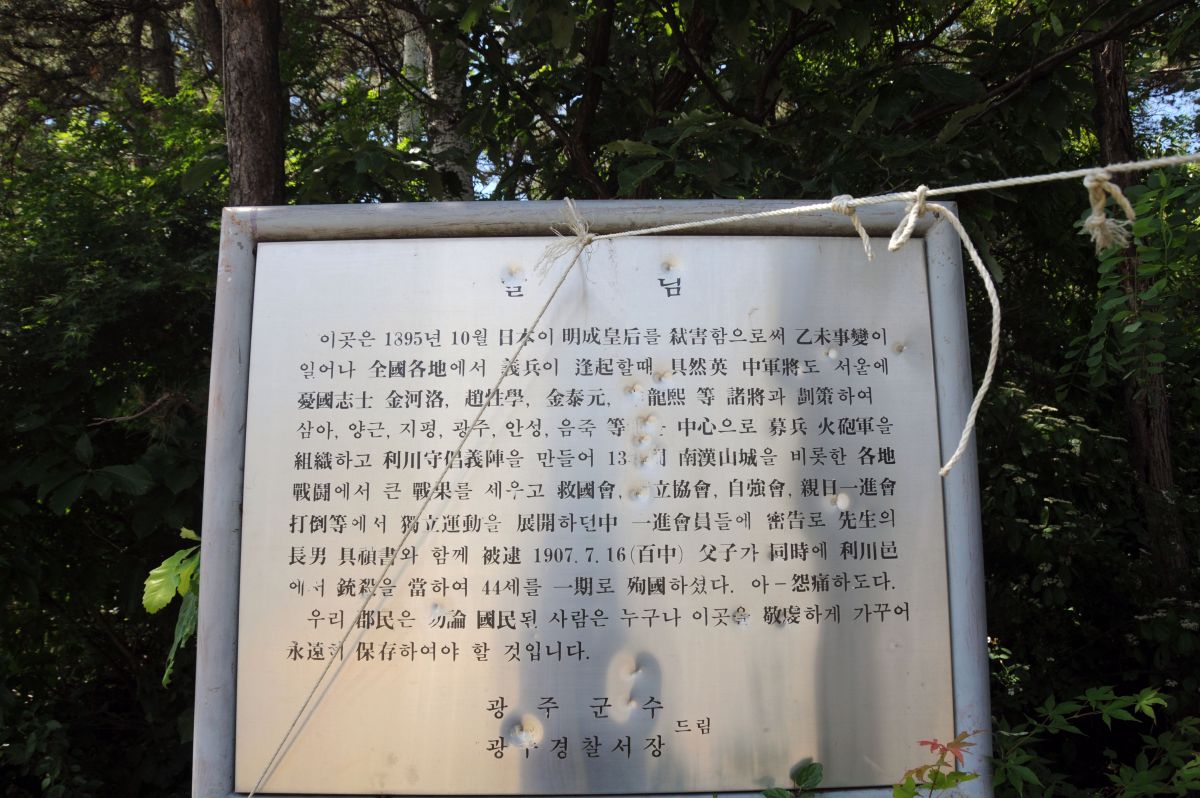 님
이곳은 1895년 10월 日本이 明成皇后를 弑害함으로써 乙未事變이
일어나 全國各地에서 義兵이 逢起할때 具然英 中軍將도 서울에
憂國志士 金河洛, 趙性學, 金泰元, 龍熙 等 諸將과 劃策하여
삼아, 양근, 지평, 광주, 안성, 음죽 等 中心으로 募兵 火砲軍을
組織하고 利川守倡義陣을 만들어 南漢山城을 비롯한 各地
戰闘에서 큰 戰果를 세우고 救國會, 立協會, 自強會, 親日一進會
打倒等에서 獨立運動을 展開하던中 一進會員들에 密告로 先生의
長男 具禎書와 함께 被逮 1907.7.16(百中) 父子가 同時에 利川邑
에서 銃殺을 當하여 44세를 一期로 殉國하셨다. 아-怨痛하도다.
우리 郡民은 勿論 國民된 사람은 누구나 이곳을 敬虔하게 가꾸어
永遠히 保存하여야 할 것입니다.
광 주 군 수
드림
광 경찰서장